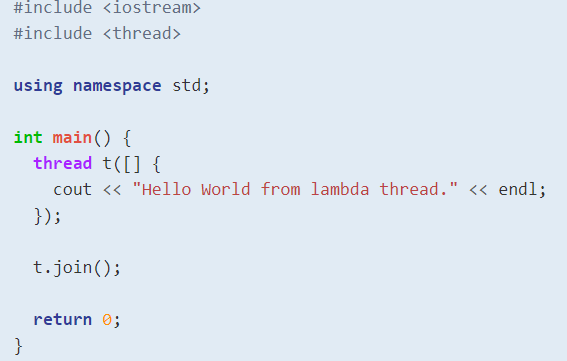 #include <iostream>
#include <thread>

using namespace std;

int main() {
  thread t([] {
    cout << "Hello World from lambda thread." << endl;
  });

  t.join();

  return 0;
}